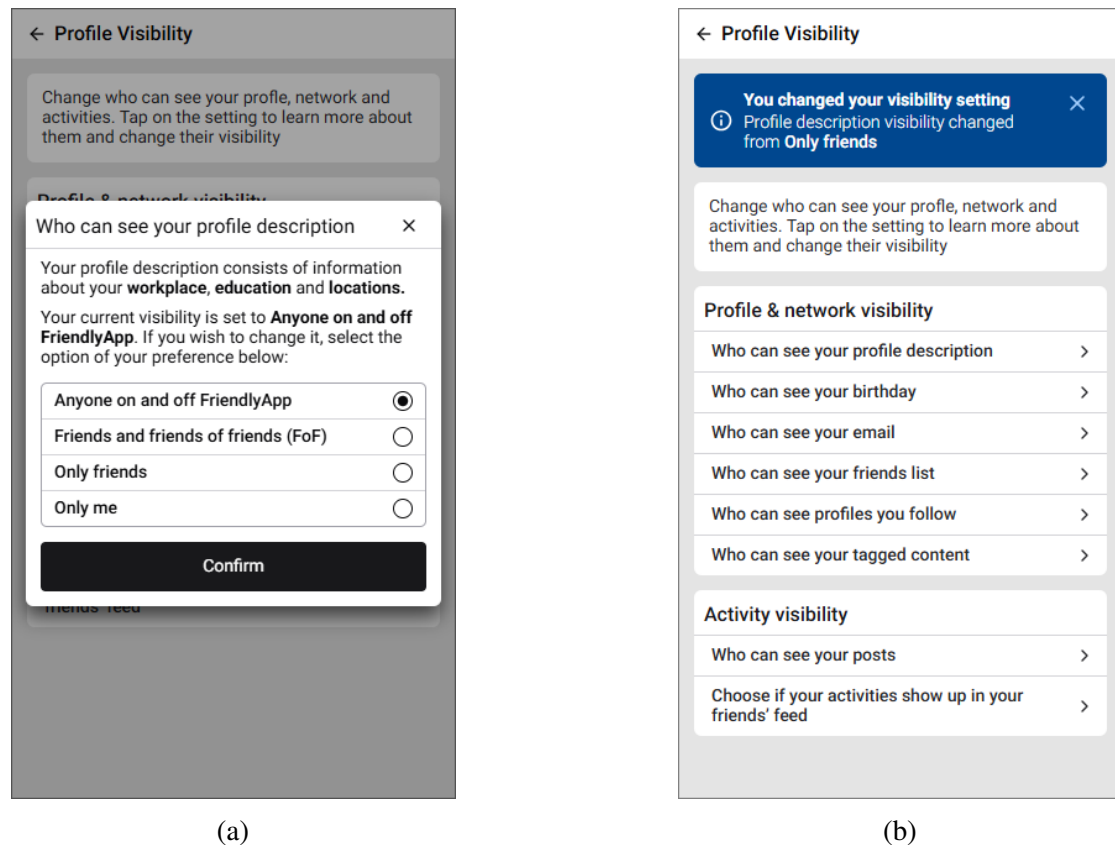 ← Profile Visibility
Change who can see your profle, network and
activities. Tap on the setting to learn more about
them and change their visibility
Profile & network visibility
Who can see your profile description
Your profile description consists of information
about your workplace, education and locations.
Your current visibility is set to Anyone on and off
FriendlyApp. If you wish to change it, select the
option of your preference below:
Anyone on and off FriendlyApp
Friends and friends of friends (FoF)
Only friends
Only me
Confirm
friends' feed
(a)
← Profile Visibility
You changed your visibility setting
Profile description visibility changed
from Only friends
Change who can see your profle, network and
activities. Tap on the setting to learn more about
them and change their visibility
Profile & network visibility
Who can see your profile description
Who can see your birthday
Who can see your email
Who can see your friends list
Who can see profiles you follow
Who can see your tagged content
Activity visibility
Who can see your posts
Choose if your activities show up in your
friends' feed
(b)